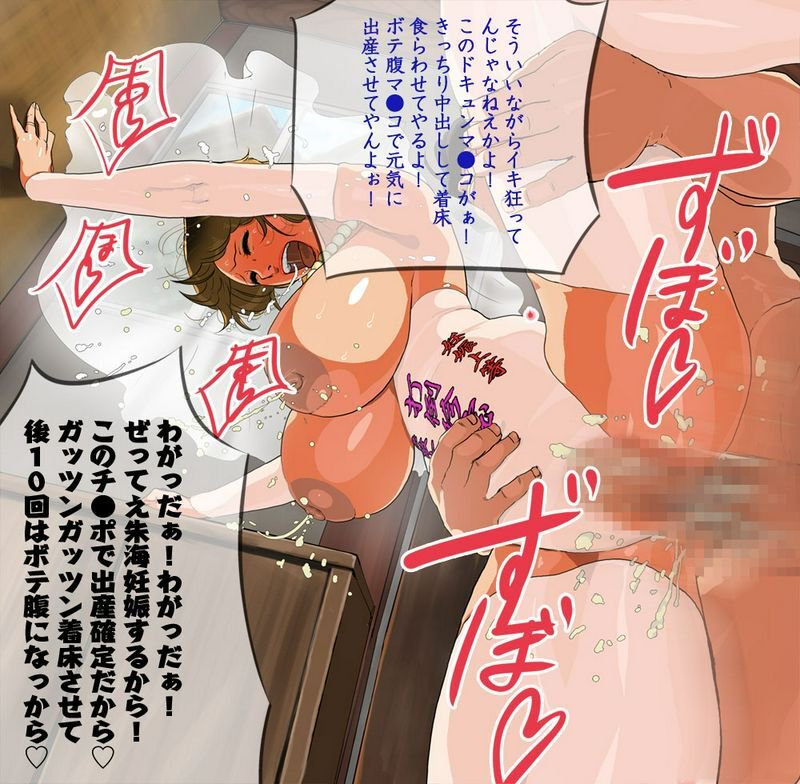 そういいながらイキ狂って
んじゃなねえかよ!
このドキュンマ●コがぁ!
きっちり中出しして着床
食らわせてやるよ!
ボテ腹マ●コで元気に
出産させてやんよぉ!
ずぼ♡
ずぼ♡
わがっだぁ!わがっだぁ!
ぜってえ朱海妊娠するから!
このチ●ポで出産確定だから♡
ガッツンガッツン着床させて
後10回はボテ腹になっから♡